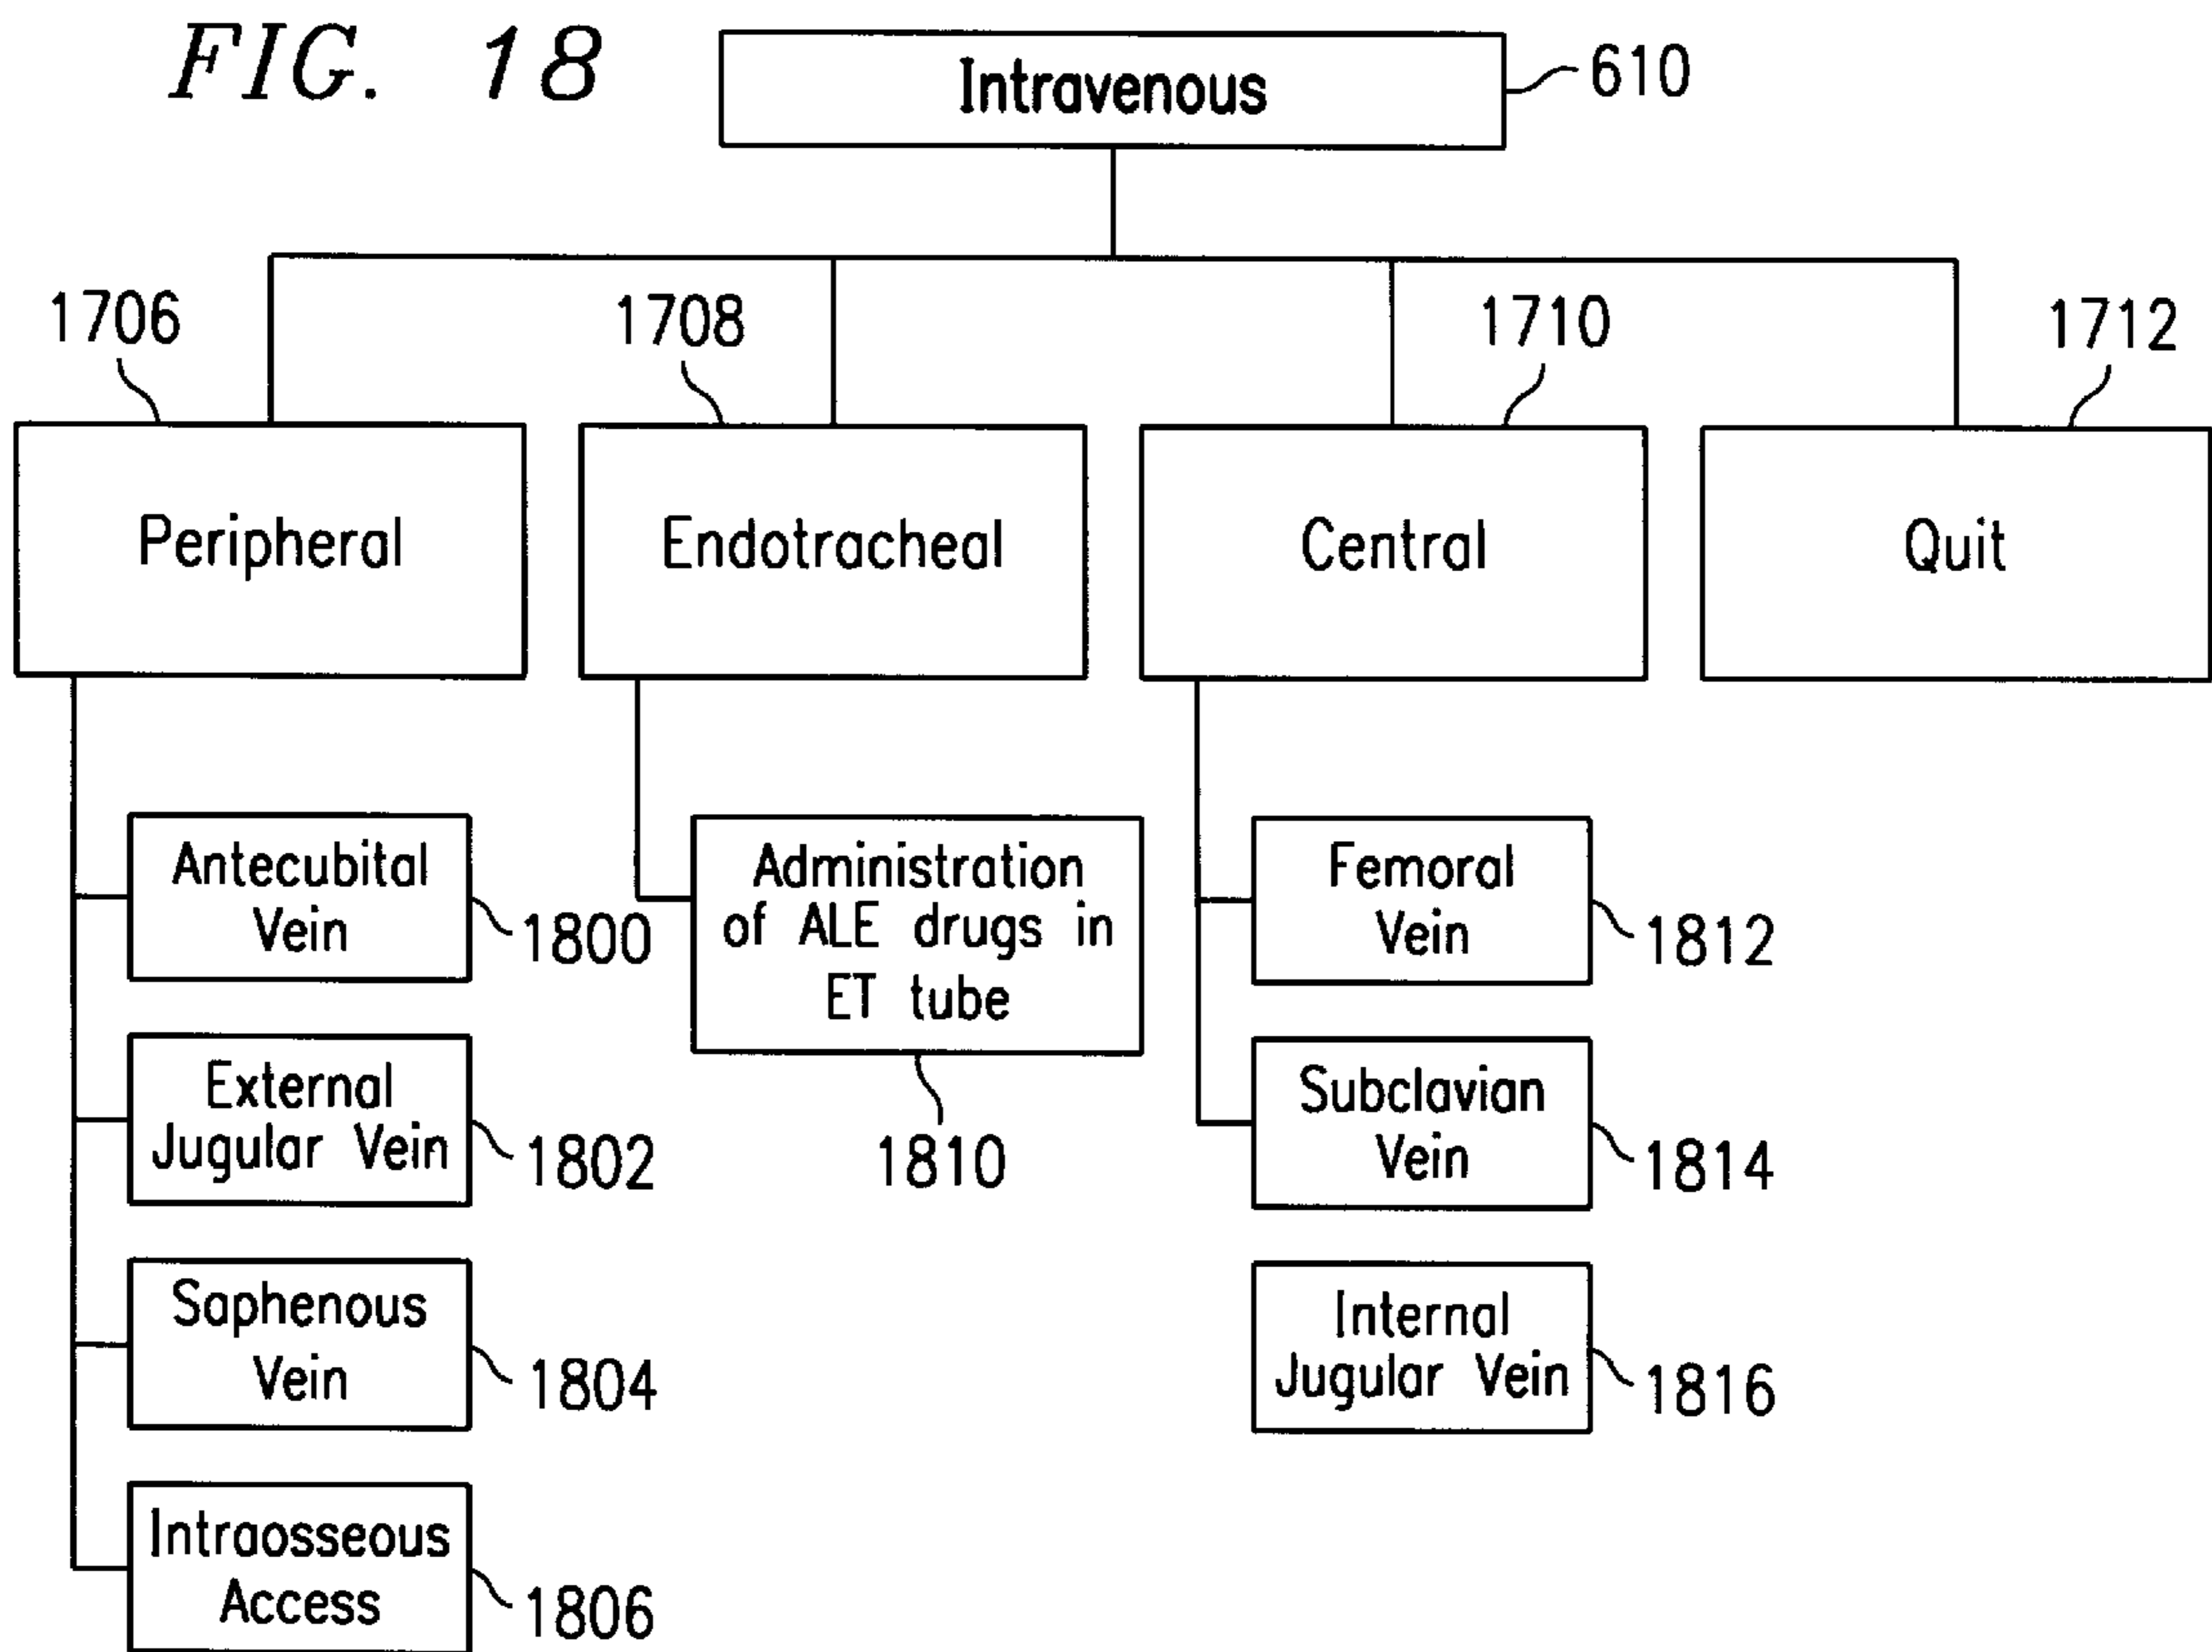 FIG. 18
Intravenous
610
1706
1708
1710
1712
Peripheral
Endotracheal
Central
Quit
Antecubital
Vein
1800
External
Jugular Vein
1802
Saphenous
Vein
1804
Intraosseous
Access
1806
Administration
of ALE drugs in
ET tube
1810
Femoral
Vein
1812
Subclavian
Vein
1814
Internal
Jugular Vein
1816